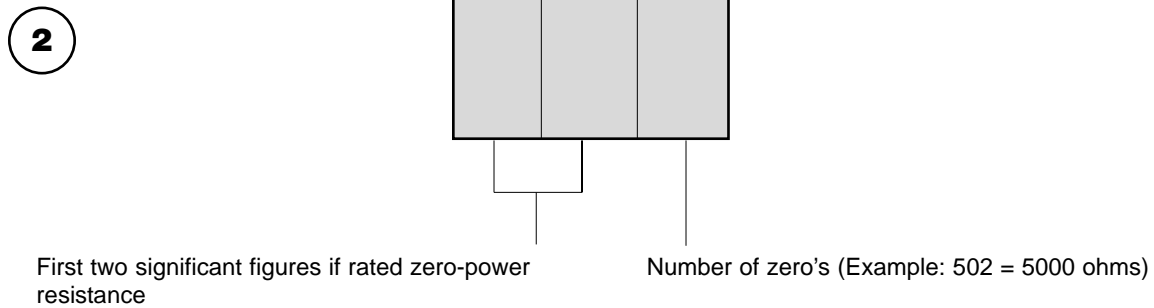 2
First two significant figures if rated zero-power
resistance
Number of zero's (Example: 502 = 5000 ohms)